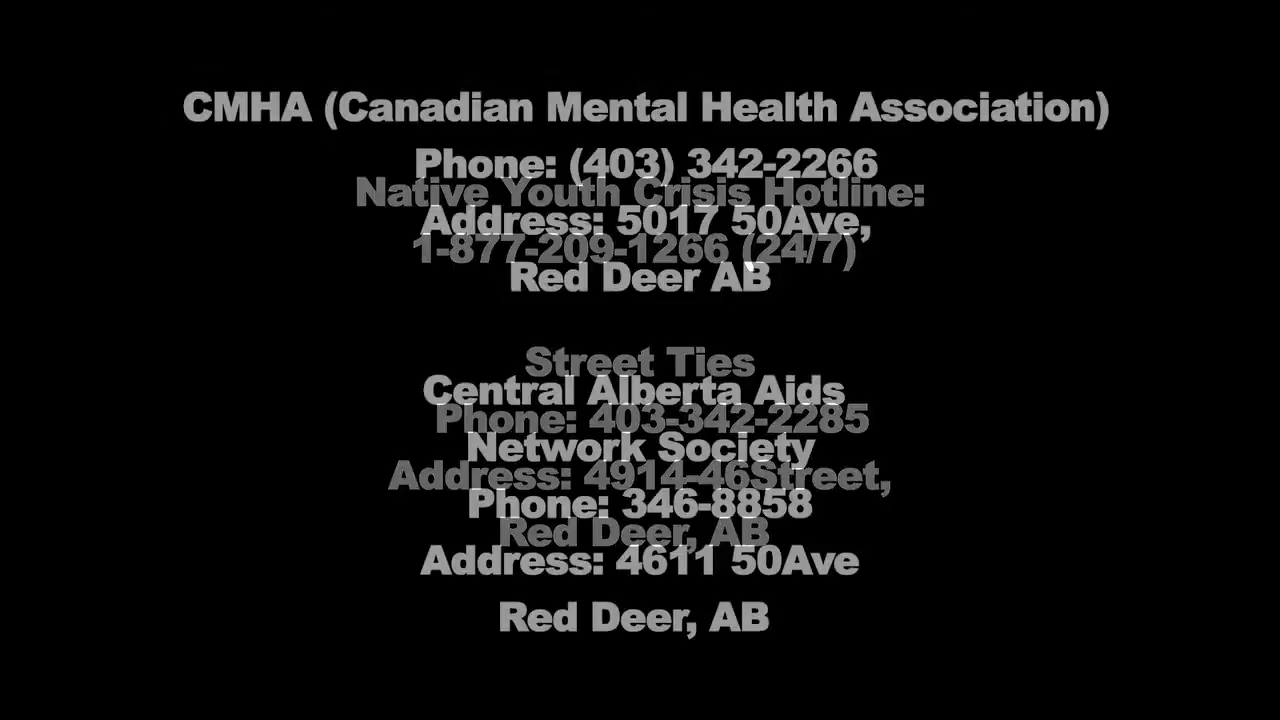 CMHA (Canadian Mental Health Association)
Phone: (403) 342-2266
Native Youth Crisis Hotline:
Address: 5017 50Ave,
1-877-209-1266 (24/7)
Red Deer AB
Street Ties
Central Alberta Aids
Phone: 403-342-2285
Network Society
Address: 4914-46Street,
Phone: 346-8858
Red Deer, AB
Address: 4611 50Ave
Red Deer, AB